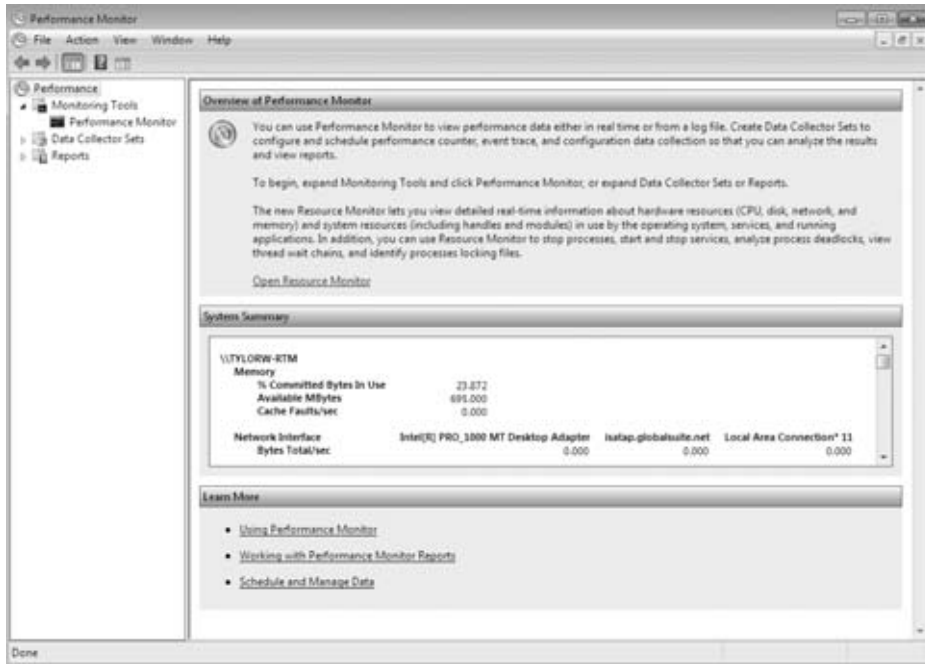 Performance Monitor
File Action View Window Help
Performance
Monitoring Tools
Performance Monitor
Data Collector Sets
Reports
Overview of Performance Monitor
You can use Performance Monitor to view performance data either in real time or from a log file. Create Data Collector Sets to
configure and schedule performance counter, event trace, and configuration data collection so that you can analyze the results
and view reports.
To begin, expand Monitoring Tools and click Performance Monitor, or expand Data Collector Sets or Reports.
The new Resource Monitor lets you view detailed real-time information about hardware resources (CPU, disk, network, and
memory) and system resources (including handles and modules) in use by the operating system, services, and running
applications. In addition, you can use Resource Monitor to stop processes, start and stop services, analyze process deadlocks, view
thread wait chains, and identify processes locking files.
Open Resource Monitor
System Summary
\\TYLORW-RTM
Memory
% Committed Bytes In Use 23.872
Available MBytes 695.000
Cache Faults/sec 0.000
Network Interface Intel[R] PRO_1000 MT Desktop Adapter isatap.globalsuite.net Local Area Connection* 11
Bytes Total/sec 0.000 0.000 0.000
Learn More
Using Performance Monitor
Working with Performance Monitor Reports
Schedule and Manage Data
Done